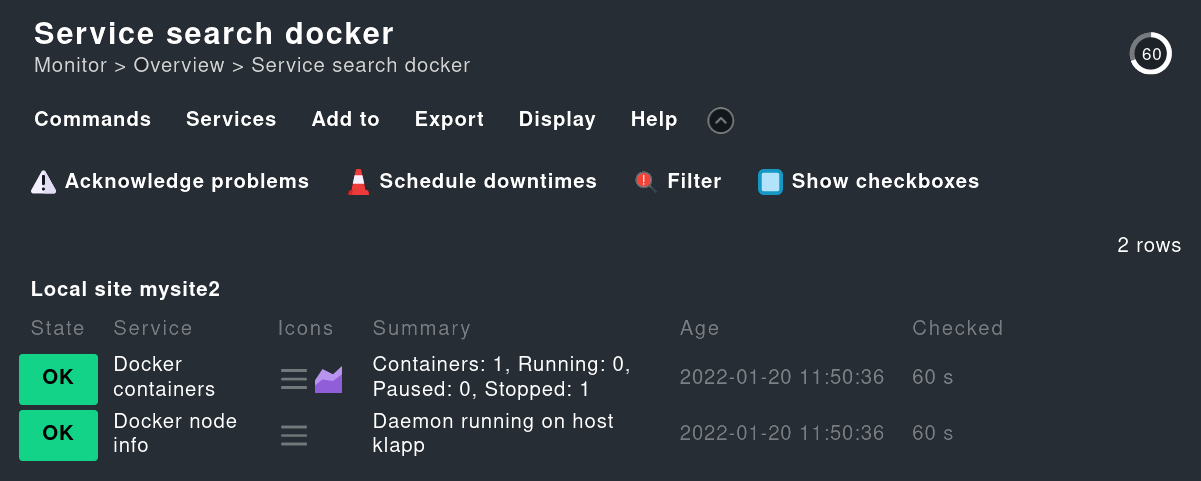 Service search docker
Monitor > Overview > Service search docker
60
Commands Services Add to Export Display Help
Acknowledge problems Schedule downtimes Filter Show checkboxes
2 rows
Local site mysite2
State Service Icons Summary Age Checked
OK Docker containers Containers: 1, Running: 0, Paused: 0, Stopped: 1 2022-01-20 11:50:36 60 s
OK Docker node info Daemon running on host klapp 2022-01-20 11:50:36 60 s